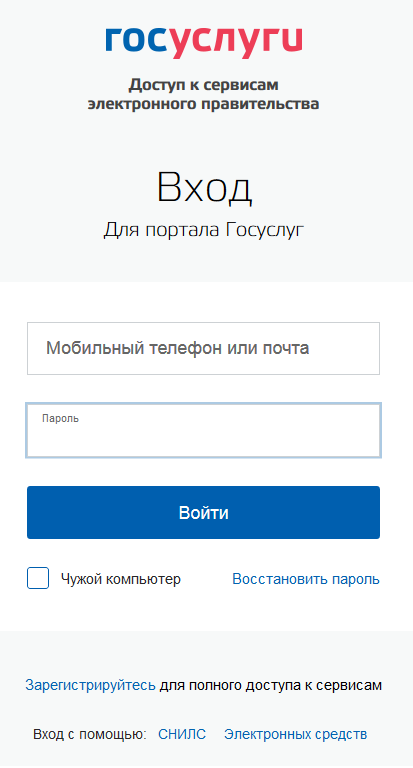 госуслуги
Доступ к сервисам
электронного правительства
Вход
Для портала Госуслуг
Мобильный телефон или почта
Пароль
Войти
Чужой компьютер Восстановить пароль
Зарегистрируйтесь для полного доступа к сервисам
Вход с помощью: СНИЛС Электронных средств